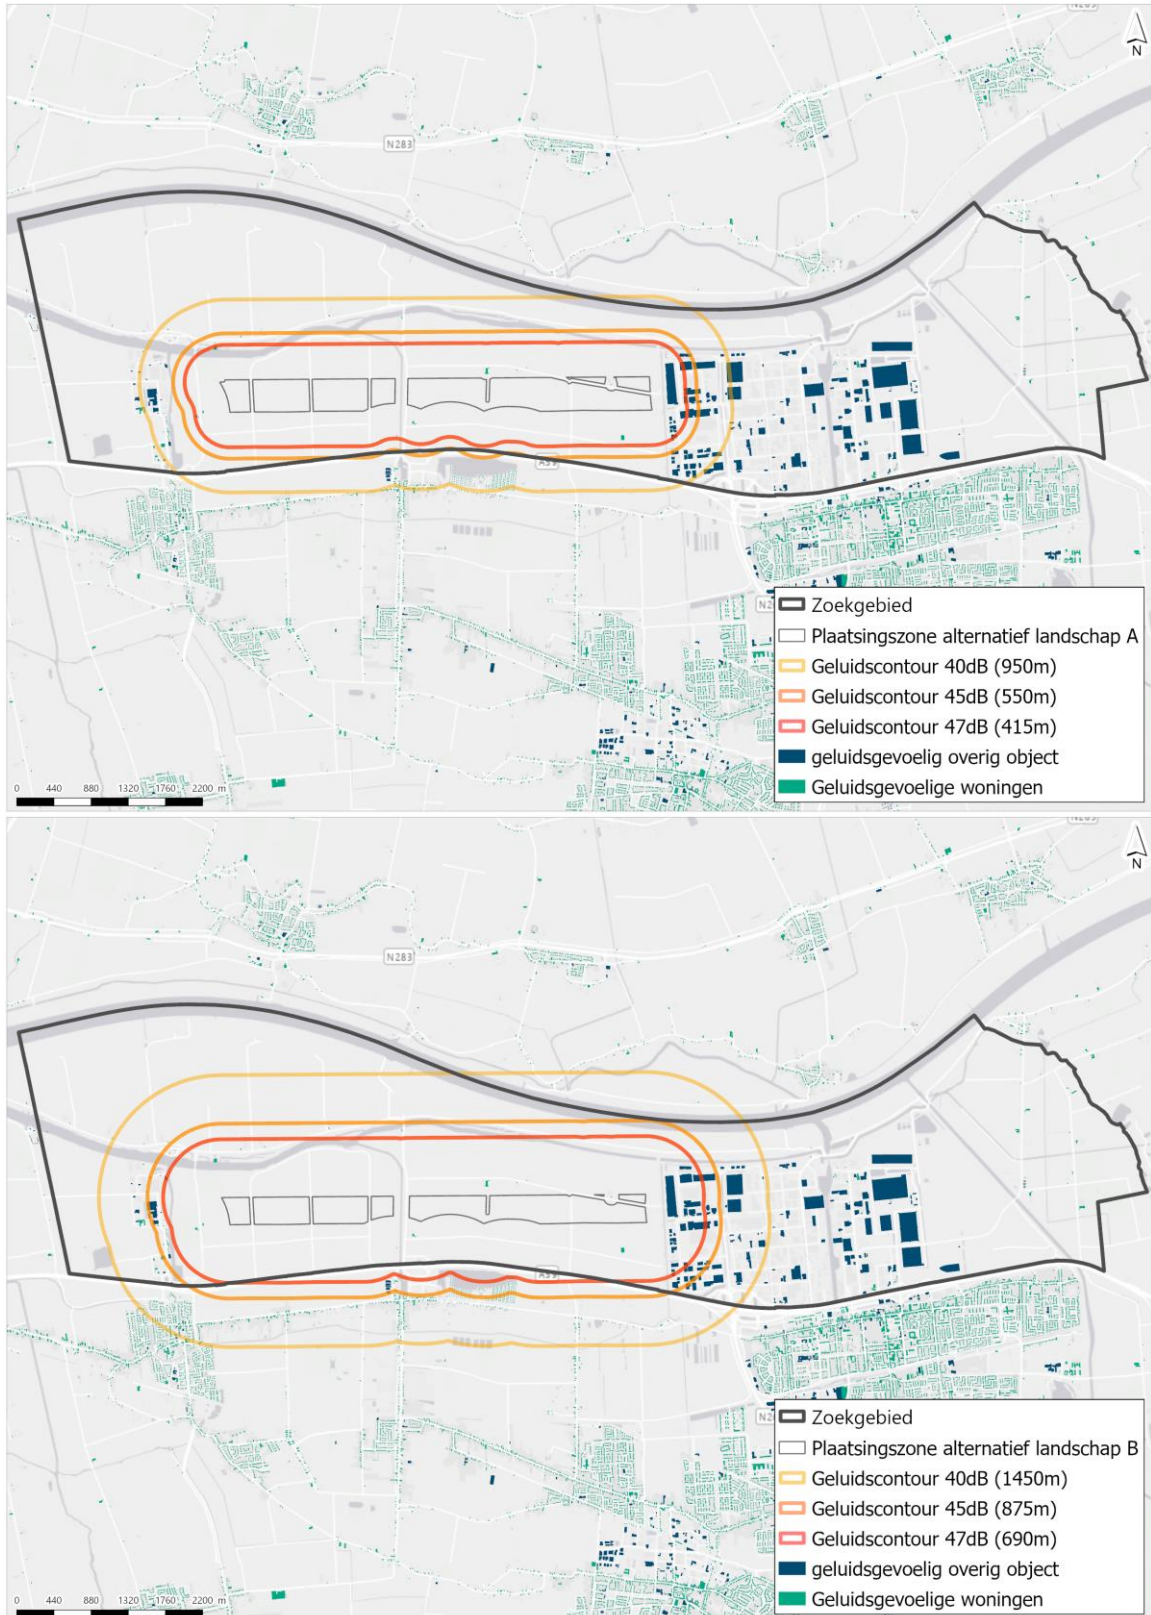 N
N283
A59
Zoekgebied
Plaatsingszone alternatief landschap A
Geluidscontour 40dB (950m)
Geluidscontour 45dB (550m)
Geluidscontour 47dB (415m)
geluidsgevoelig overig object
Geluidsgevoelige woningen
0 440 880 1320 1760 2200 m
N
N283
A59
Zoekgebied
Plaatsingszone alternatief landschap B
Geluidscontour 40dB (1450m)
Geluidscontour 45dB (875m)
Geluidscontour 47dB (690m)
geluidsgevoelig overig object
Geluidsgevoelige woningen
0 440 880 1320 1760 2200 m